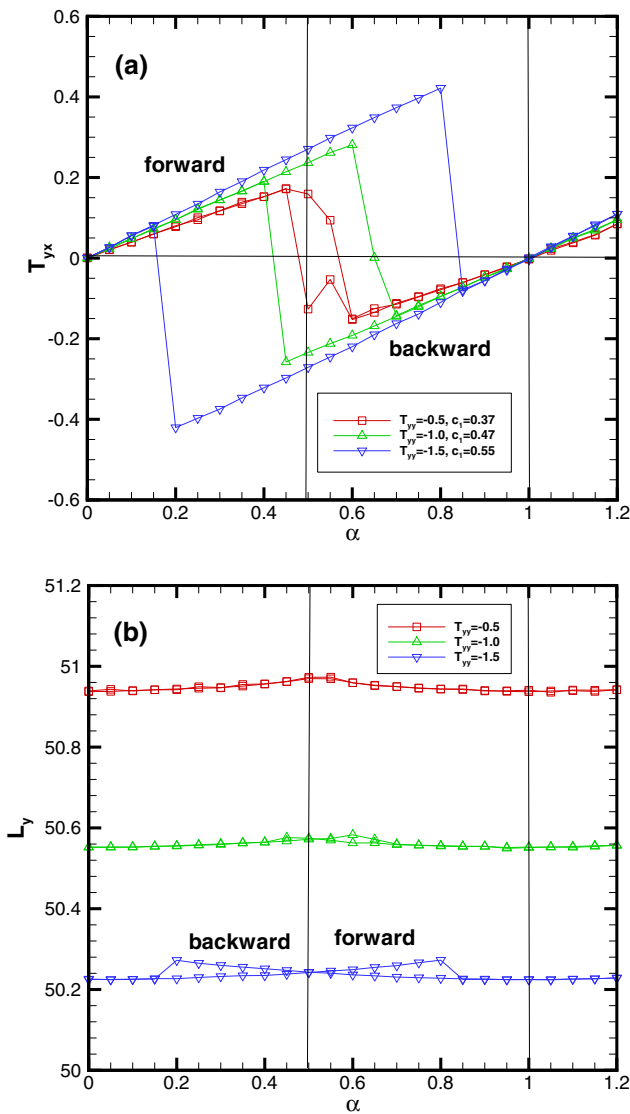 0.6
(a)
0.4
forward
0.2
T_yx
0
-0.2
backward
T_yy=-0.5, c_1=0.37
T_yy=-1.0, c_1=0.47
T_yy=-1.5, c_1=0.55
-0.4
-0.6
0 0.2 0.4 0.6 0.8 1 1.2
α
51.2
(b)
T_yy=-0.5
T_yy=-1.0
T_yy=-1.5
51
50.8
L_y
50.6
50.4
backward forward
50.2
50
0 0.2 0.4 0.6 0.8 1 1.2
α